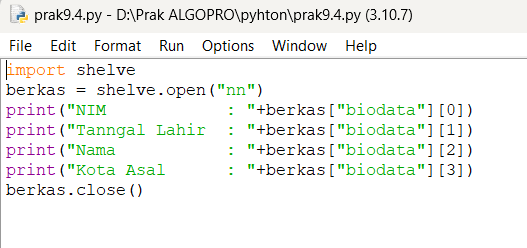 prak9.4.py - D:\Prak ALGOPRO\pyhton\prak9.4.py (3.10.7)
File Edit Format Run Options Window Help
import shelve
berkas = shelve.open("nn")
print("NIM            : "+berkas["biodata"][0])
print("Tanngal Lahir  : "+berkas["biodata"][1])
print("Nama           : "+berkas["biodata"][2])
print("Kota Asal      : "+berkas["biodata"][3])
berkas.close()